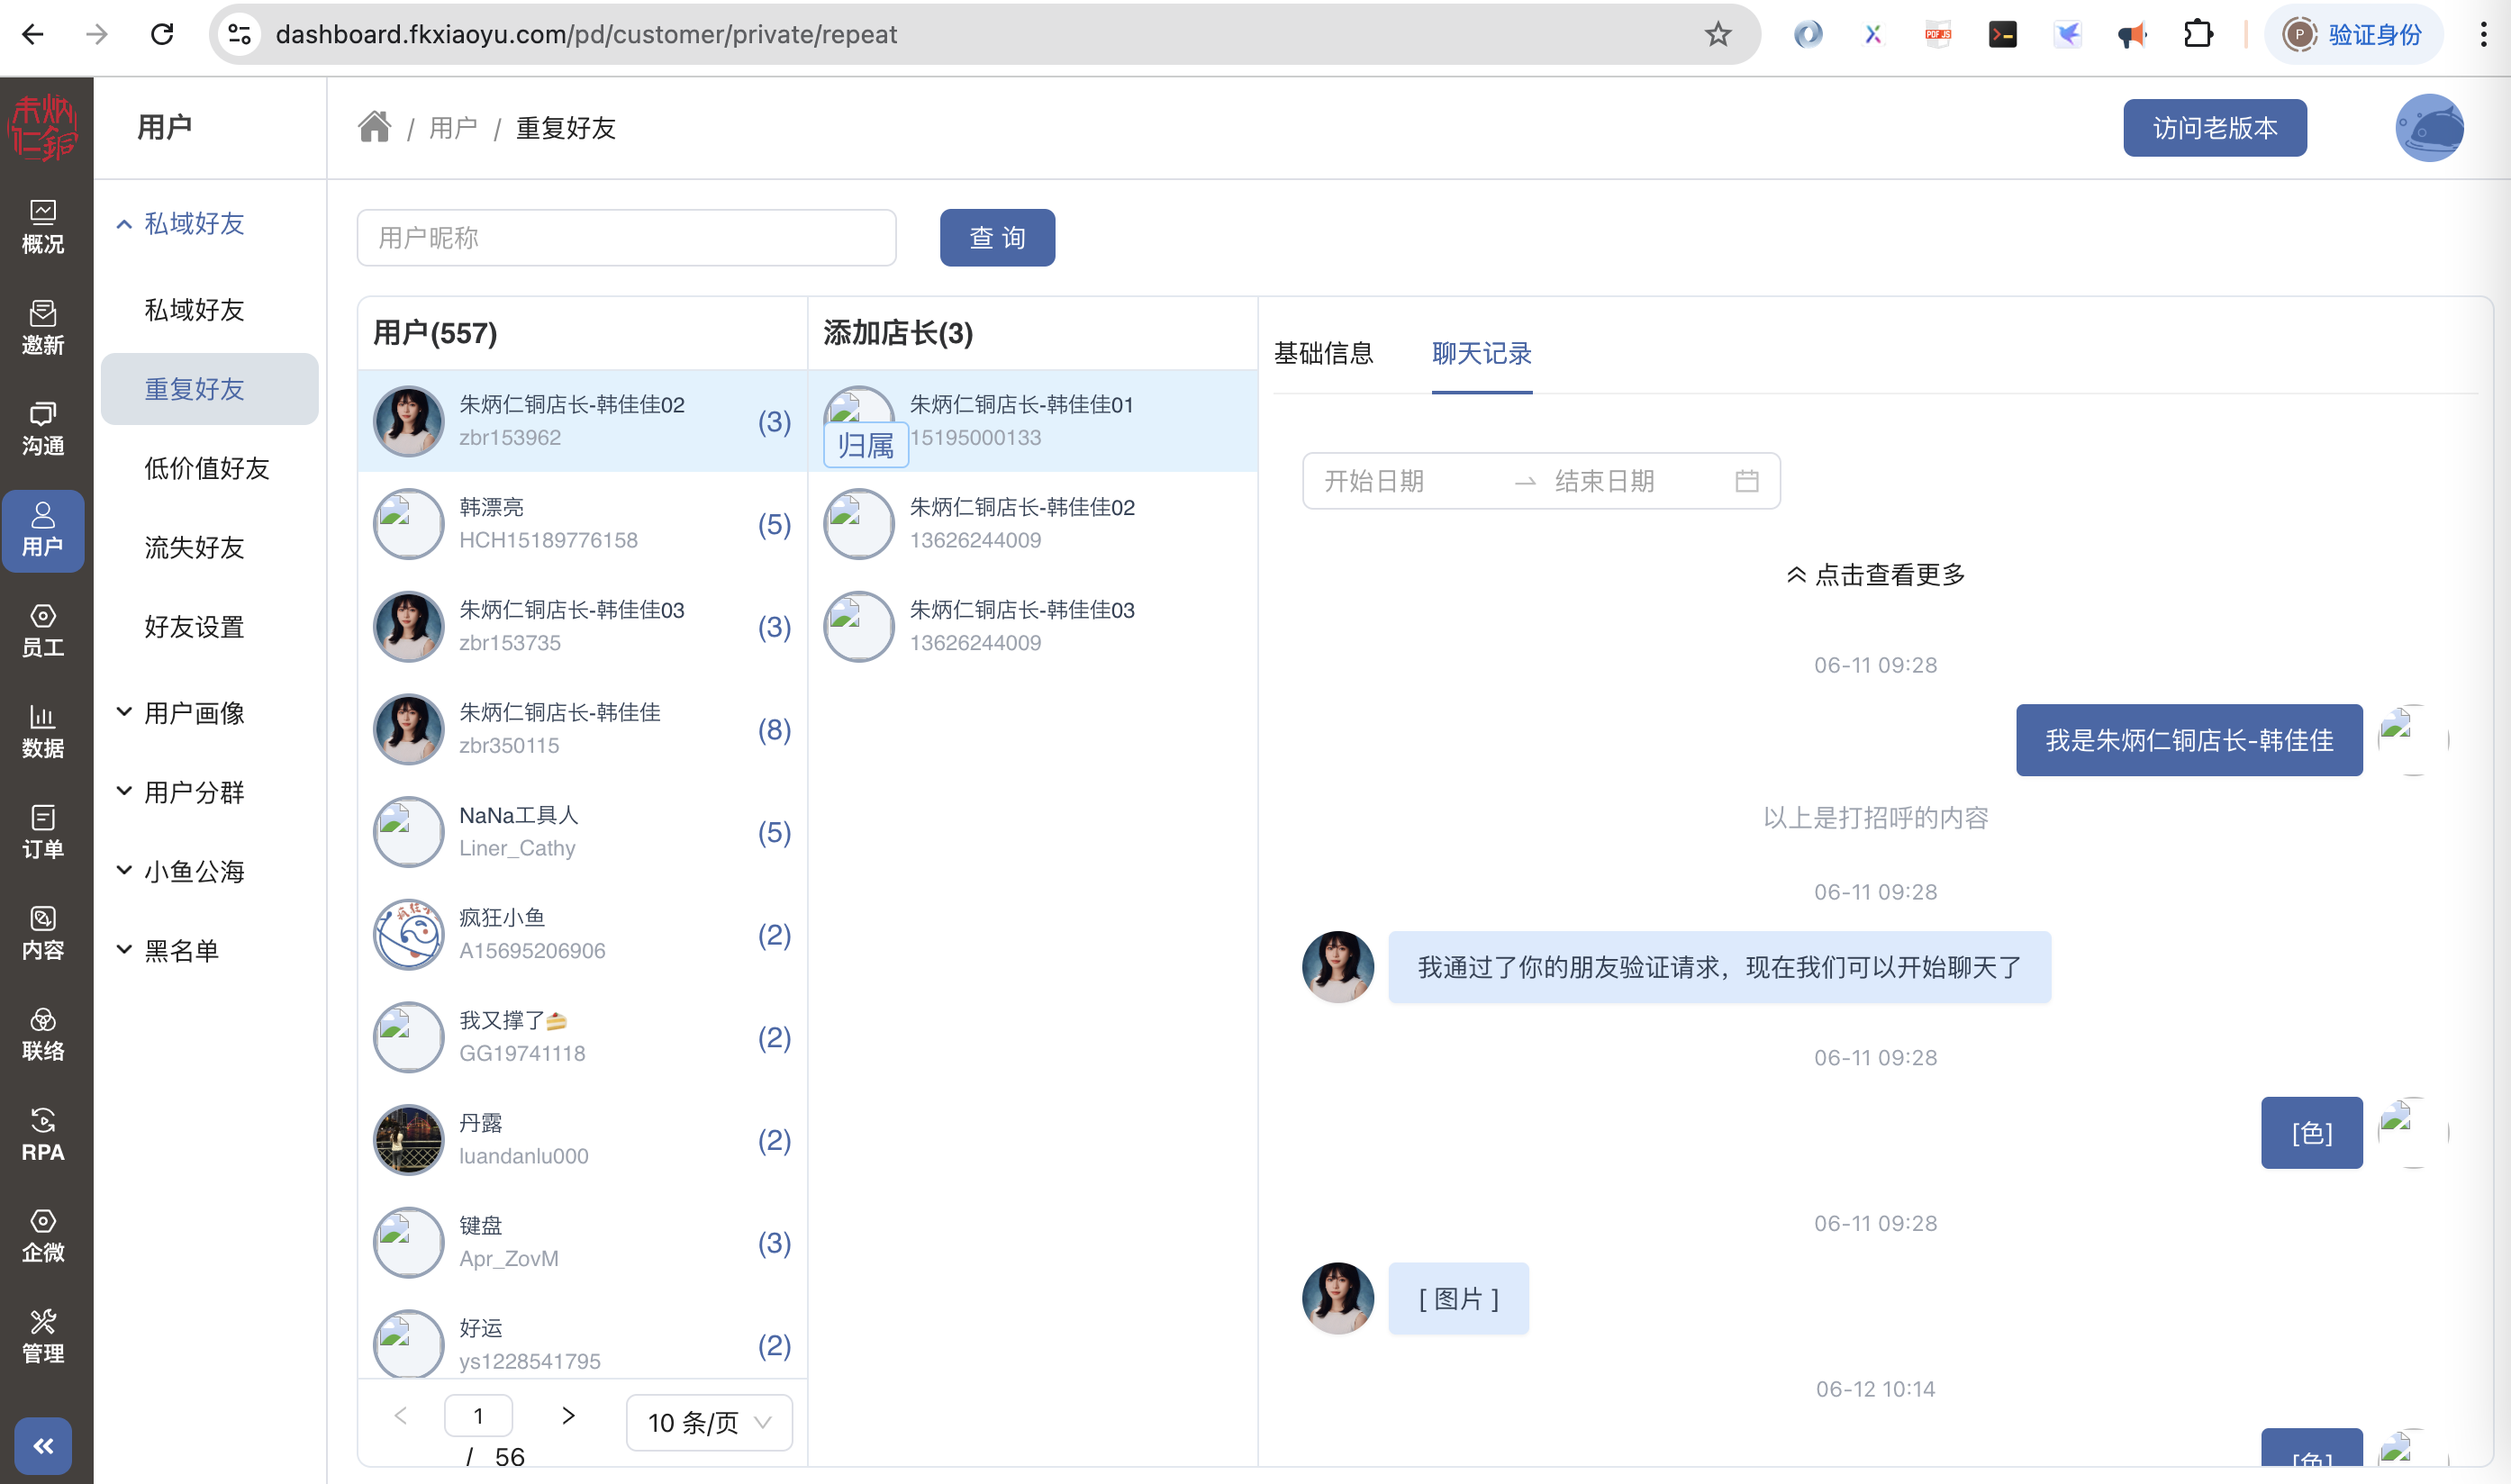 dashboard.fkxiaoyu.com/pd/customer/private/repeat
PDF JS
P
验证身份
朱炳仁铜
概况
邀新
沟通
用户
员工
数据
订单
内容
联络
RPA
企微
管理
用户
私域好友
私域好友
重复好友
低价值好友
流失好友
好友设置
用户画像
用户分群
小鱼公海
黑名单
/ 用户 / 重复好友
访问老版本
用户昵称
查 询
用户(557)
朱炳仁铜店长-韩佳佳02
zbr153962
(3)
韩漂亮
HCH15189776158
(5)
朱炳仁铜店长-韩佳佳03
zbr153735
(3)
朱炳仁铜店长-韩佳佳
zbr350115
(8)
NaNa工具人
Liner_Cathy
(5)
疯狂小鱼
A15695206906
(2)
我又撑了🍰
GG19741118
(2)
丹露
luandanlu000
(2)
键盘
Apr_ZovM
(3)
好运
ys1228541795
(2)
1
/ 56
10 条/页
添加店长(3)
朱炳仁铜店长-韩佳佳01
15195000133
归属
朱炳仁铜店长-韩佳佳02
13626244009
朱炳仁铜店长-韩佳佳03
13626244009
基础信息
聊天记录
开始日期
结束日期
点击查看更多
06-11 09:28
我是朱炳仁铜店长-韩佳佳
以上是打招呼的内容
06-11 09:28
我通过了你的朋友验证请求，现在我们可以开始聊天了
06-11 09:28
[色]
06-11 09:28
[ 图片 ]
06-12 10:14
[色]